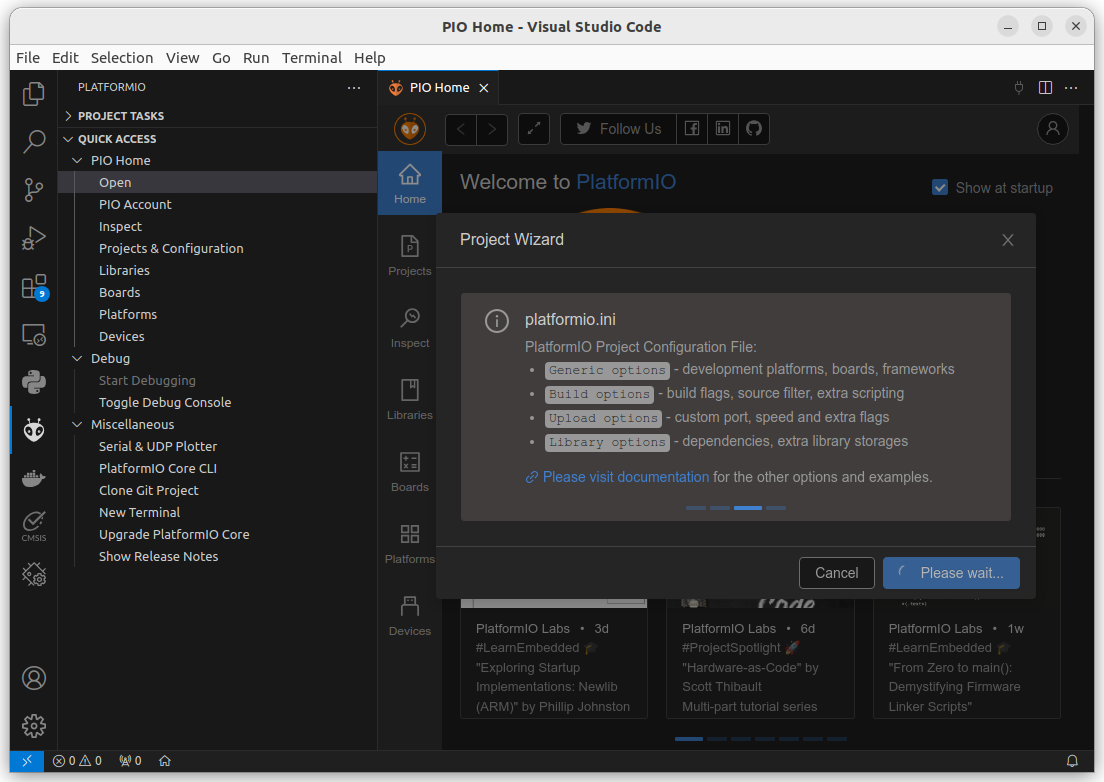 PIO Home - Visual Studio Code
File Edit Selection View Go Run Terminal Help
PLATFORMIO
PROJECT TASKS
QUICK ACCESS
PIO Home
Open
PIO Account
Inspect
Projects & Configuration
Libraries
Boards
Platforms
Devices
Debug
Start Debugging
Toggle Debug Console
Miscellaneous
Serial & UDP Plotter
PlatformIO Core CLI
Clone Git Project
New Terminal
Upgrade PlatformIO Core
Show Release Notes
9
CMSIS
PIO Home
Follow Us
Home
Projects
Inspect
Libraries
Boards
Platforms
Devices
Welcome to PlatformIO
Show at startup
Project Wizard
platformio.ini
PlatformIO Project Configuration File:
• Generic options - development platforms, boards, frameworks
• Build options - build flags, source filter, extra scripting
• Upload options - custom port, speed and extra flags
• Library options - dependencies, extra library storages
Please visit documentation for the other options and examples.
Cancel
Please wait...
PlatformIO Labs • 3d
#LearnEmbedded 🎓
"Exploring Startup
Implementations: Newlib
(ARM)" by Phillip Johnston
PlatformIO Labs • 6d
#ProjectSpotlight 🚀
"Hardware-as-Code" by
Scott Thibault
Multi-part tutorial series
PlatformIO Labs • 1w
#LearnEmbedded 🎓
"From Zero to main():
Demystifying Firmware
Linker Scripts"
0 0 0